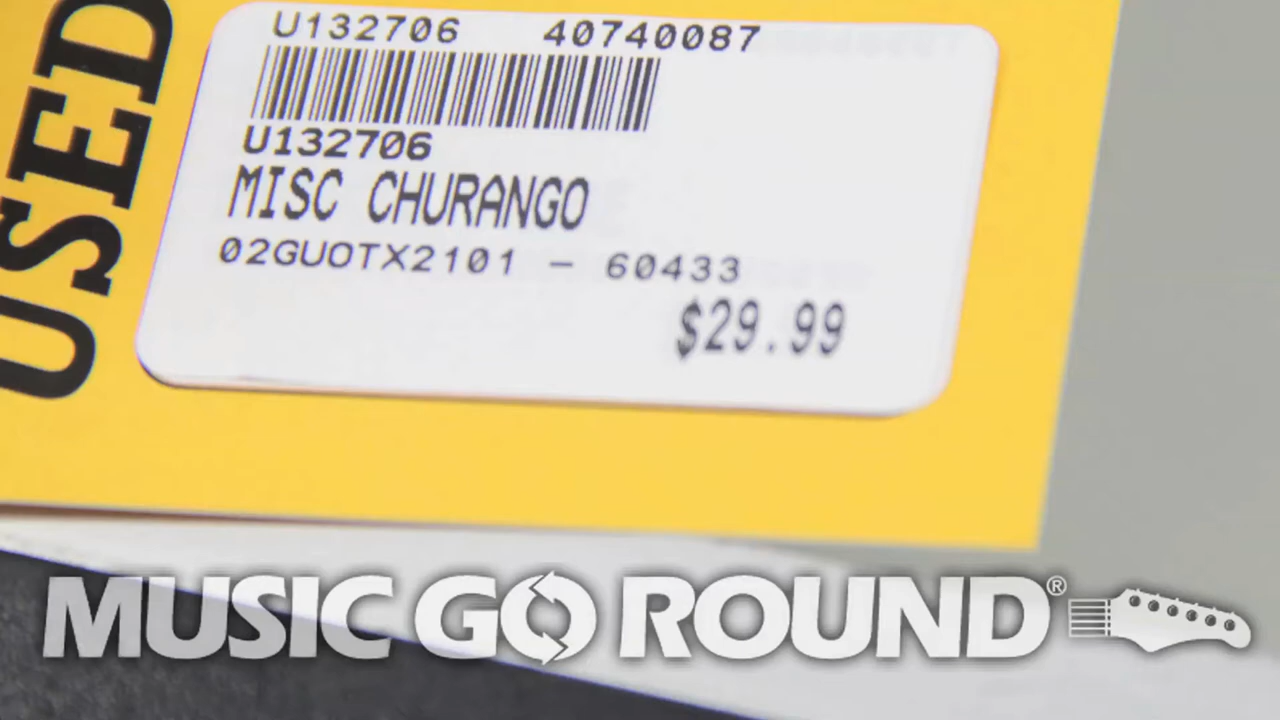 USED
U132706 40740087
U132706
MISC CHURANGO
02GUOTX2101 - 60433
$29.99
MUSIC GO ROUND®